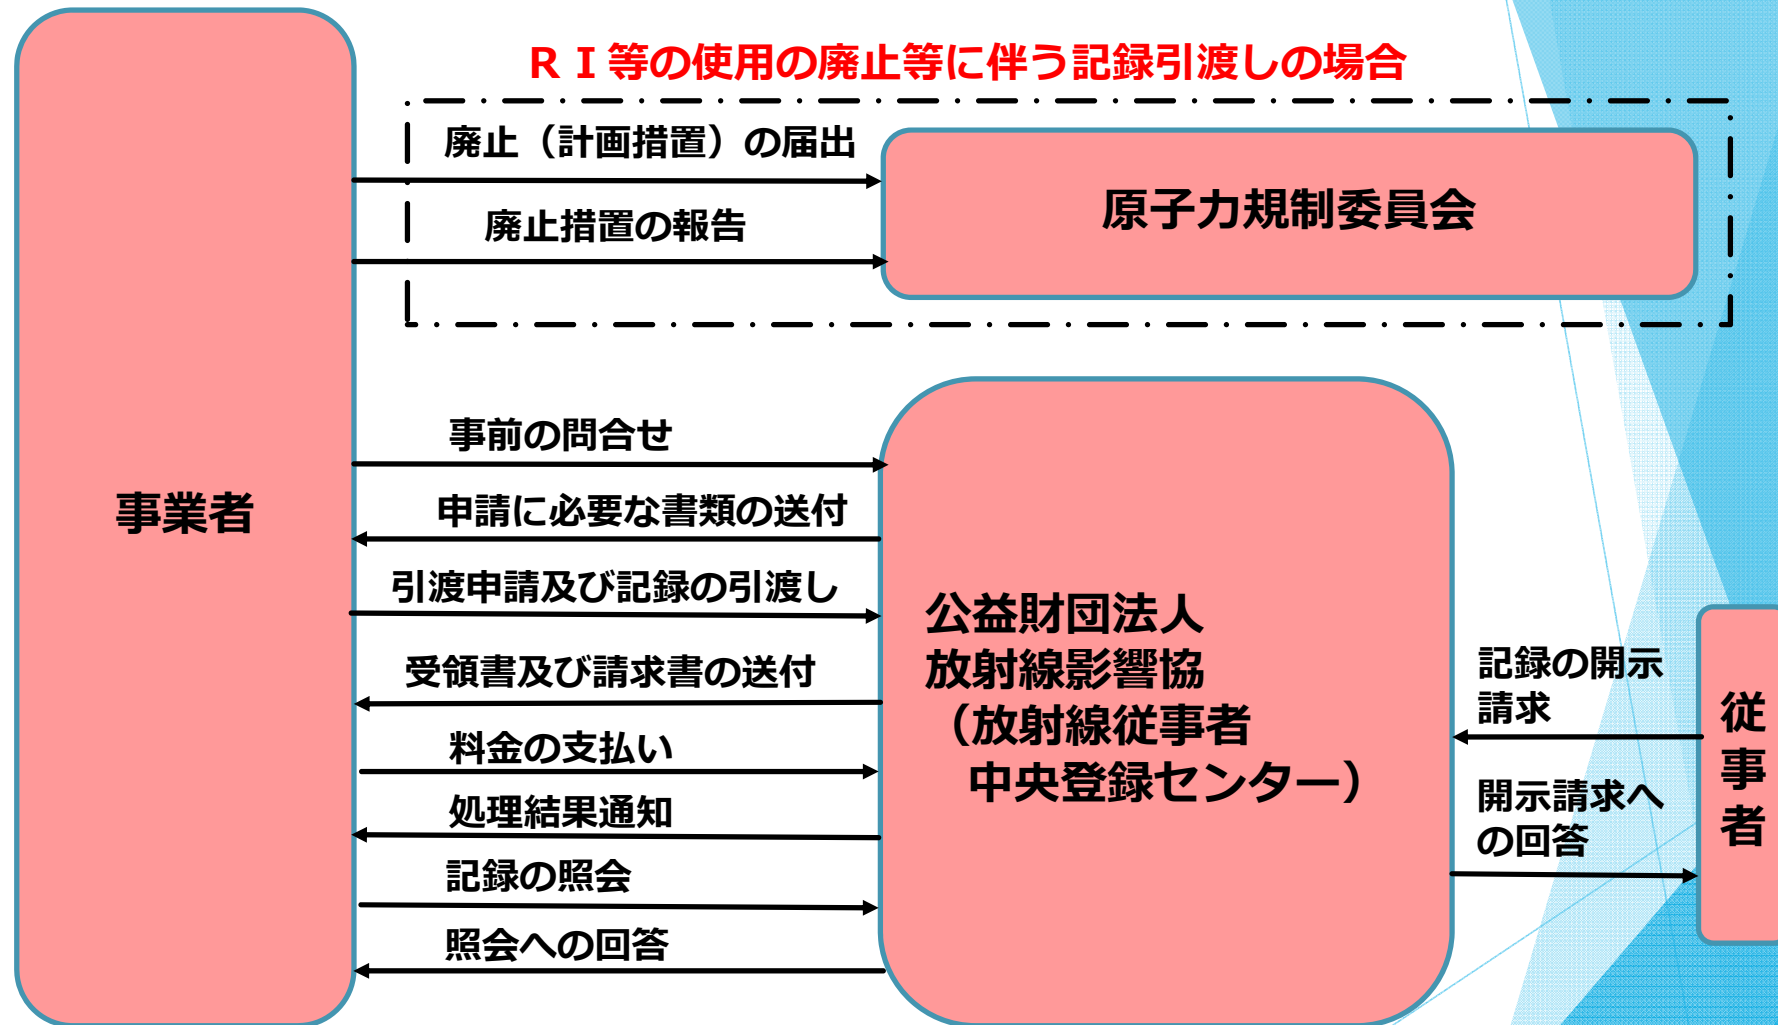 ＲＩ等の使用の廃止等に伴う記録引渡しの場合
廃止（計画措置）の届出
廃止措置の報告
原子力規制委員会
事業者
事前の問合せ
申請に必要な書類の送付
引渡申請及び記録の引渡し
受領書及び請求書の送付
料金の支払い
処理結果通知
記録の照会
照会への回答
公益財団法人
放射線影響協
（放射線従事者
中央登録センター）
記録の開示
請求
開示請求へ
の回答
従事者